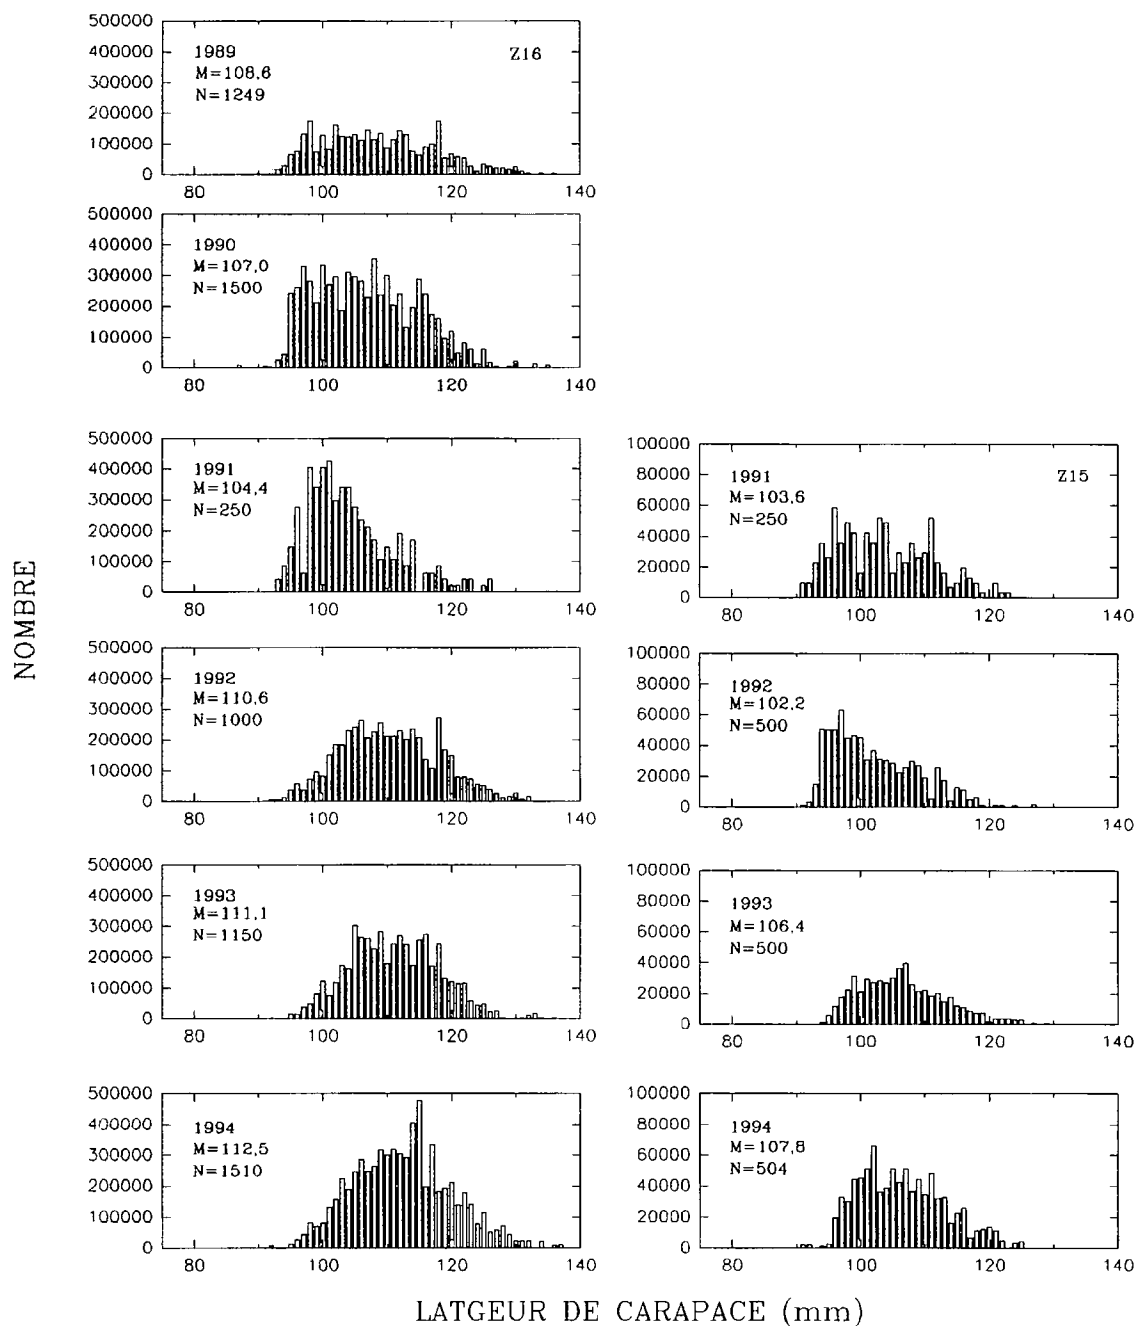 NOMBRE
500000
400000
300000
200000
100000
0
1989
M=108,6
N=1249
Z16
80 100 120 140
500000
400000
300000
200000
100000
0
1990
M=107,0
N=1500
80 100 120 140
500000
400000
300000
200000
100000
0
1991
M=104,4
N=250
80 100 120 140
500000
400000
300000
200000
100000
0
1992
M=110,6
N=1000
80 100 120 140
500000
400000
300000
200000
100000
0
1993
M=111,1
N=1150
80 100 120 140
500000
400000
300000
200000
100000
0
1994
M=112,5
N=1510
80 100 120 140
100000
80000
60000
40000
20000
0
1991
M=103,6
N=250
Z15
80 100 120 140
100000
80000
60000
40000
20000
0
1992
M=102,2
N=500
80 100 120 140
100000
80000
60000
40000
20000
0
1993
M=106,4
N=500
80 100 120 140
100000
80000
60000
40000
20000
0
1994
M=107,8
N=504
80 100 120 140
LATGEUR DE CARAPACE (mm)